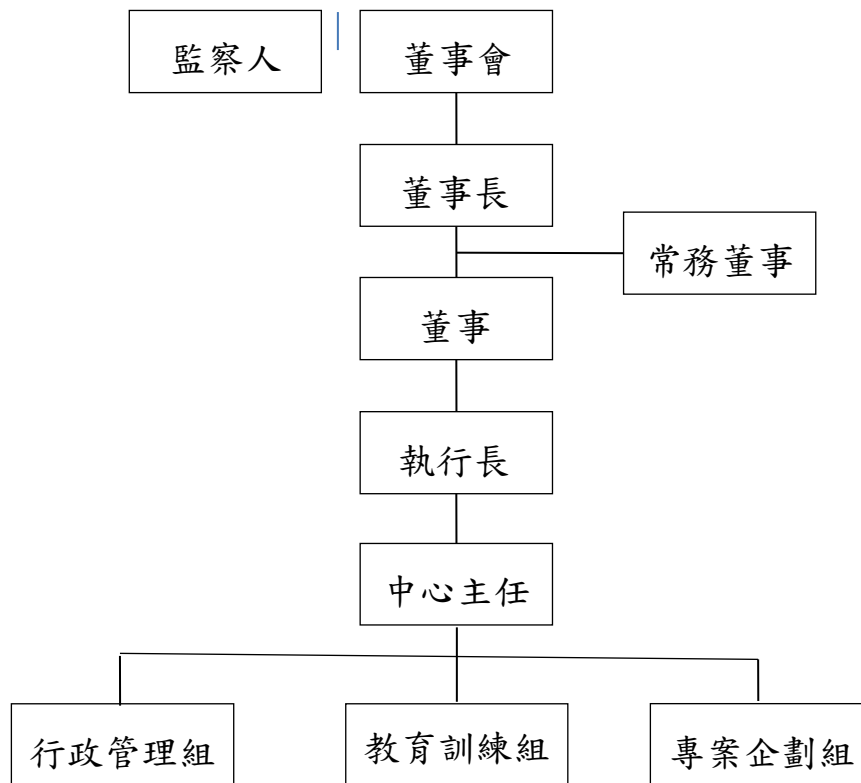 監察人
董事會
董事長
常務董事
董事
執行長
中心主任
行政管理組
教育訓練組
專案企劃組